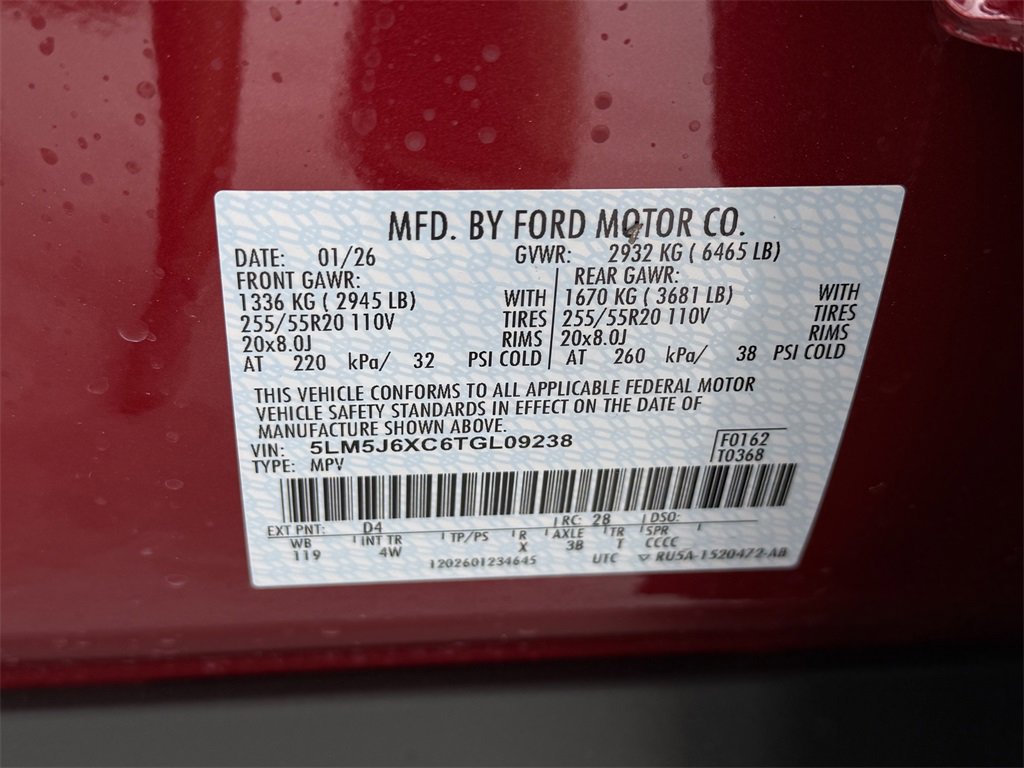 MFD. BY FORD MOTOR CO.
DATE: 01/26 GVWR: 2932 KG ( 6465 LB)
FRONT GAWR: REAR GAWR:
1336 KG ( 2945 LB) WITH 1670 KG ( 3681 LB) WITH
255/55R20 110V TIRES 255/55R20 110V TIRES
20x8.0J RIMS 20x8.0J RIMS
AT 220 kPa/ 32 PSI COLD AT 260 kPa/ 38 PSI COLD
THIS VEHICLE CONFORMS TO ALL APPLICABLE FEDERAL MOTOR
VEHICLE SAFETY STANDARDS IN EFFECT ON THE DATE OF
MANUFACTURE SHOWN ABOVE.
VIN: 5LM5J6XC6TGL09238 F0162
TYPE: MPV T0368
EXT PNT: D4 RC: 28 DSO:
WB INT TR TP/PS R AXLE TR SPR
119 4W X 3B T CCCC
1202601234645 UTC ▽ RU5A-1520472-AB